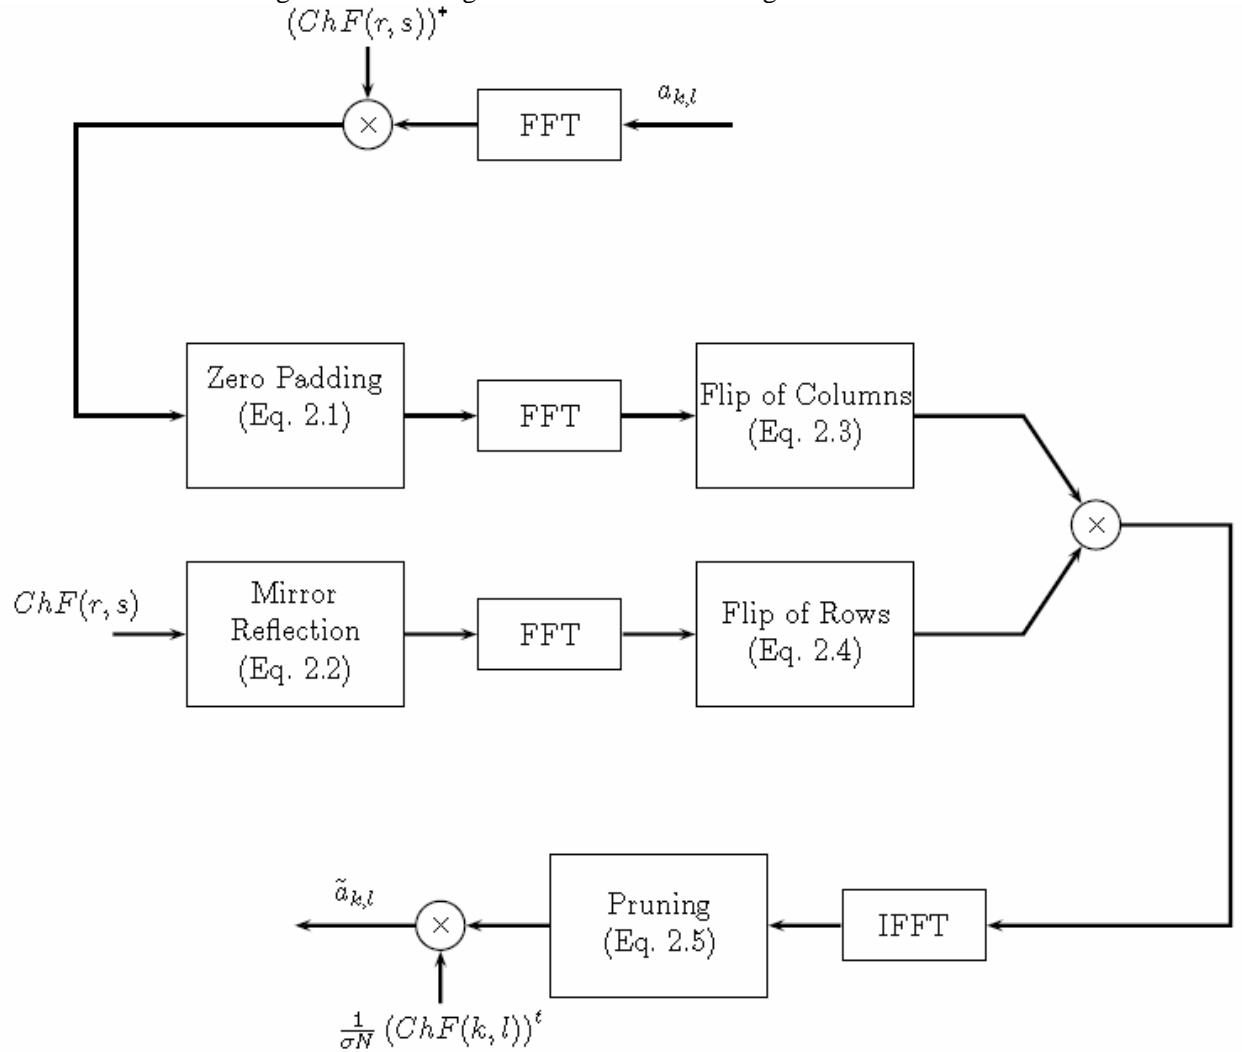 (ChF(r, s))⁺
a_{k,l}
× FFT
Zero Padding
(Eq. 2.1)
FFT
Flip of Columns
(Eq. 2.3)
×
ChF(r, s)
Mirror
Reflection
(Eq. 2.2)
FFT
Flip of Rows
(Eq. 2.4)
ã_{k,l}
×
Pruning
(Eq. 2.5)
IFFT
1/σN (ChF(k, l))ᵗ